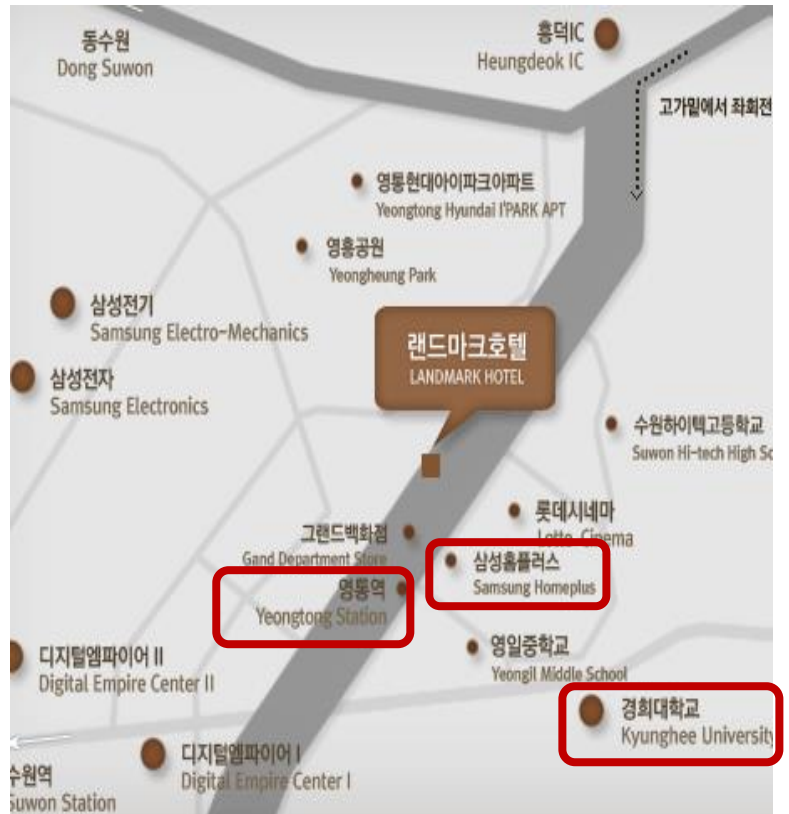 동수원
Dong Suwon
흥덕IC
Heungdeok IC
고가밑에서 좌회전
영통현대아이파크아파트
Yeongtong Hyundai I'PARK APT
영흥공원
Yeongheung Park
삼성전기
Samsung Electro-Mechanics
랜드마크호텔
LANDMARK HOTEL
삼성전자
Samsung Electronics
수원하이텍고등학교
Suwon Hi-tech High Sc
롯데시네마
Lotte Cinema
그랜드백화점
Gand Department Store
삼성홈플러스
Samsung Homeplus
영통역
Yeongtong Station
영일중학교
Yeongil Middle School
디지털엠파이어 II
Digital Empire Center II
경희대학교
Kyunghee University
디지털엠파이어 I
Digital Empire Center I
수원역
Suwon Station